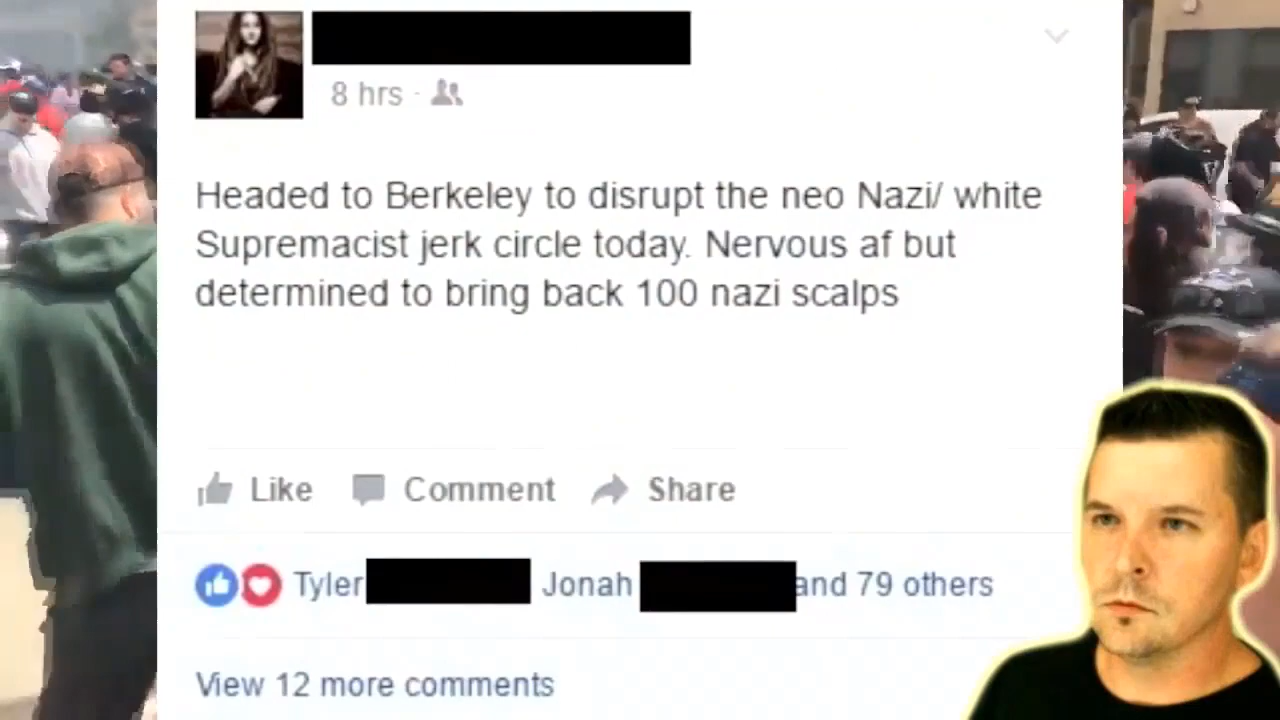 8 hrs ·
Headed to Berkeley to disrupt the neo Nazi/ white
Supremacist jerk circle today. Nervous af but
determined to bring back 100 nazi scalps
Like Comment Share
Tyler Jonah and 79 others
View 12 more comments